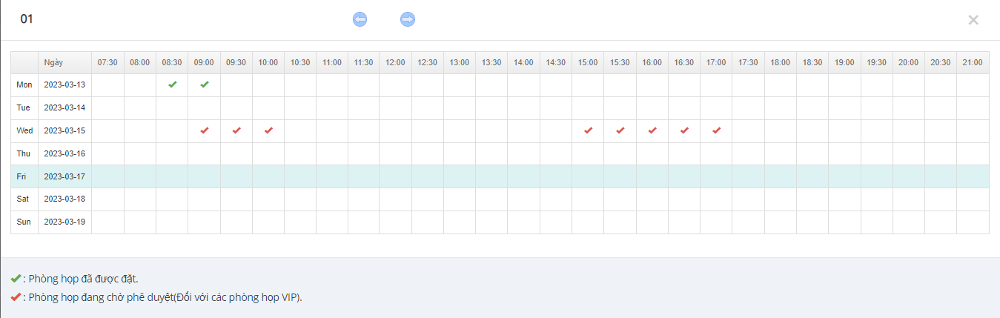 01
Ngày 07:30 08:00 08:30 09:00 09:30 10:00 10:30 11:00 11:30 12:00 12:30 13:00 13:30 14:00 14:30 15:00 15:30 16:00 16:30 17:00 17:30 18:00 18:30 19:00 19:30 20:00 20:30 21:00
Mon 2023-03-13
Tue 2023-03-14
Wed 2023-03-15
Thu 2023-03-16
Fri 2023-03-17
Sat 2023-03-18
Sun 2023-03-19
: Phòng họp đã được đặt.
: Phòng họp đang chờ phê duyệt(Đối với các phòng họp VIP).